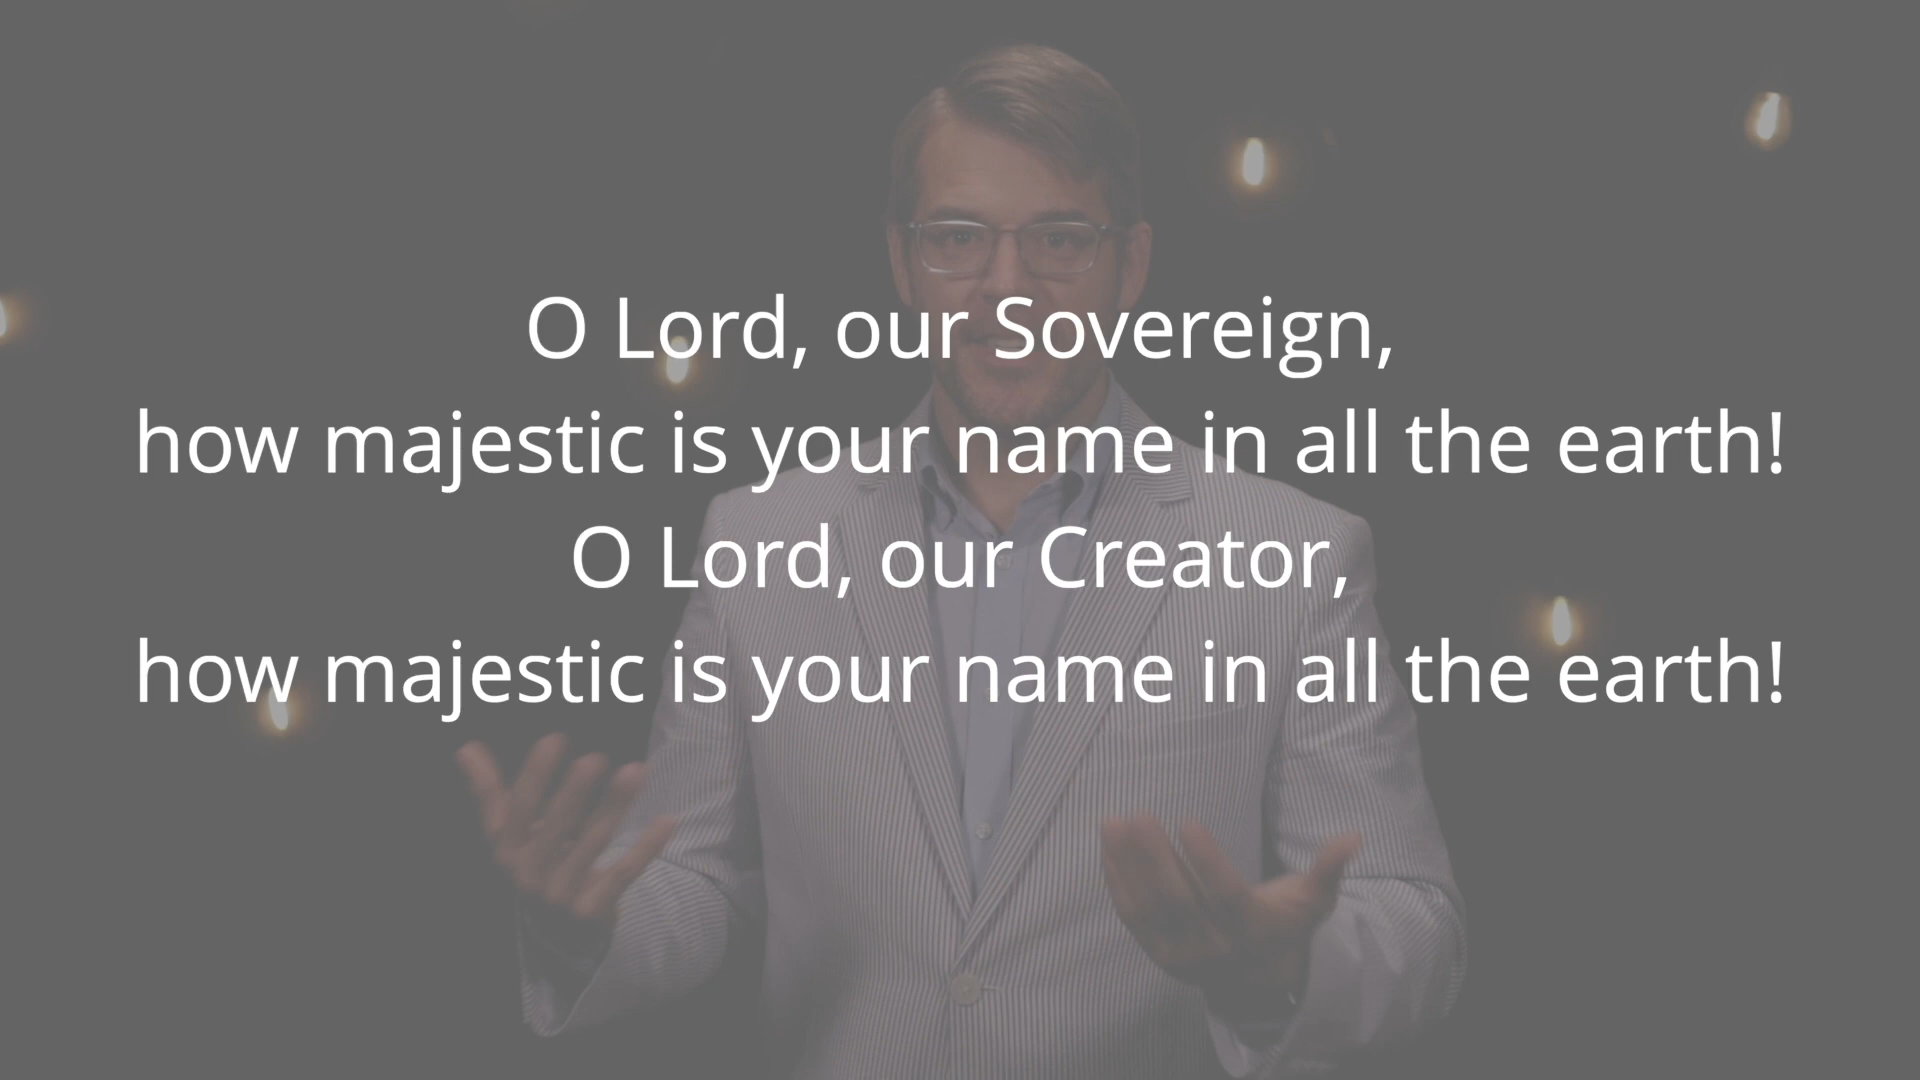 O Lord, our Sovereign,
how majestic is your name in all the earth!
O Lord, our Creator,
how majestic is your name in all the earth!